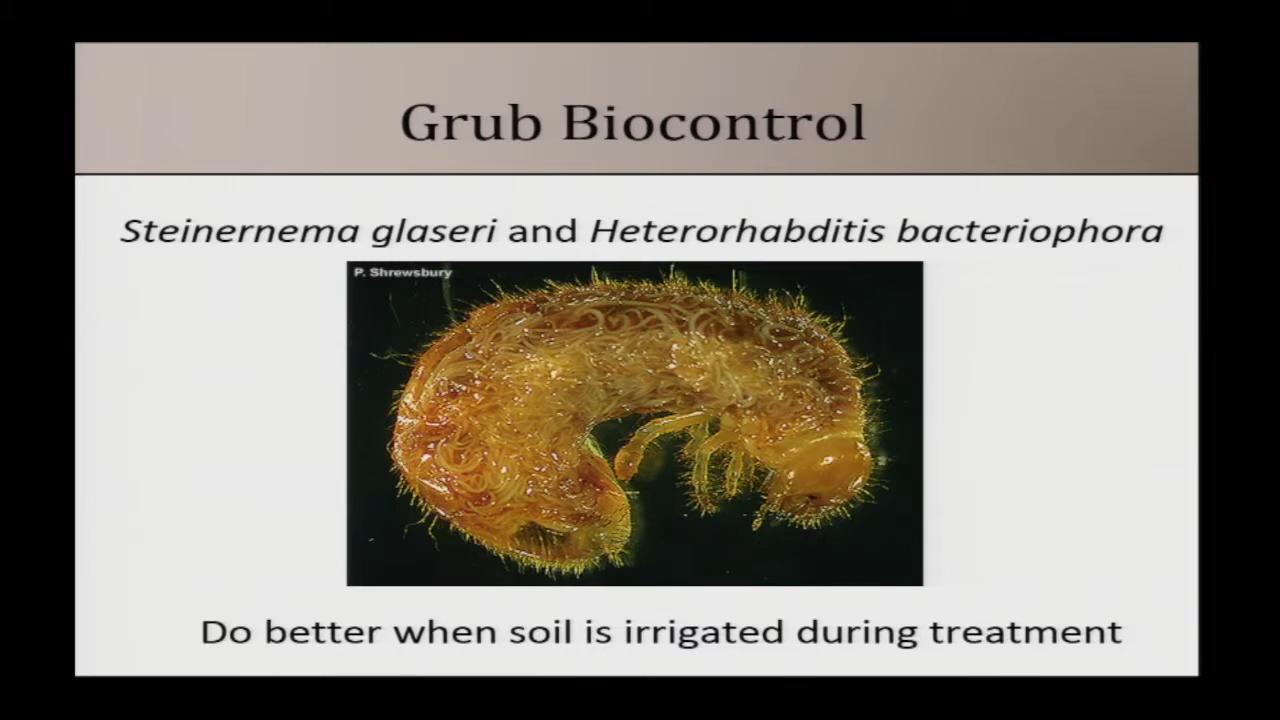 Grub Biocontrol
Steinernema glaseri and Heterorhabditis bacteriophora
P. Shrewsbury
Do better when soil is irrigated during treatment